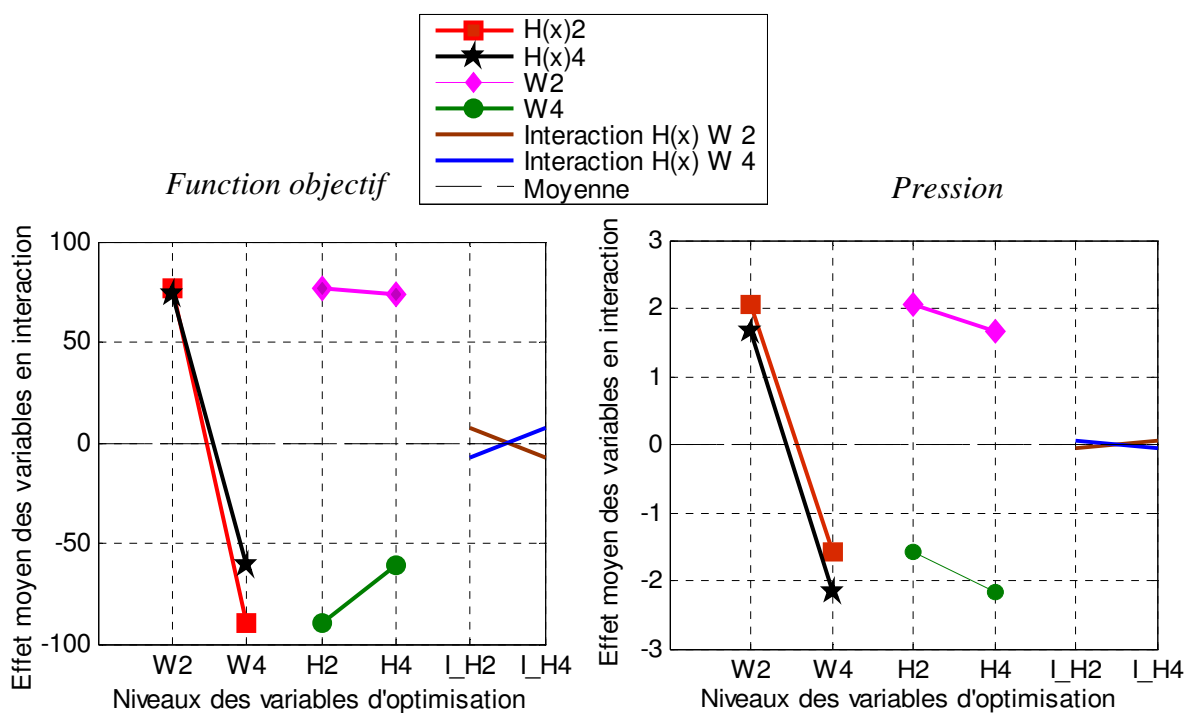 H(x)2
H(x)4
W2
W4
Interaction H(x) W 2
Interaction H(x) W 4
Moyenne
Function objectif
Pression
Effet moyen des variables en interaction
100
50
0
-50
-100
W2 W4 H2 H4 I_H2 I_H4
Niveaux des variables d'optimisation
Effet moyen des variables en interaction
3
2
1
0
-1
-2
-3
W2 W4 H2 H4 I_H2 I_H4
Niveaux des variables d'optimisation